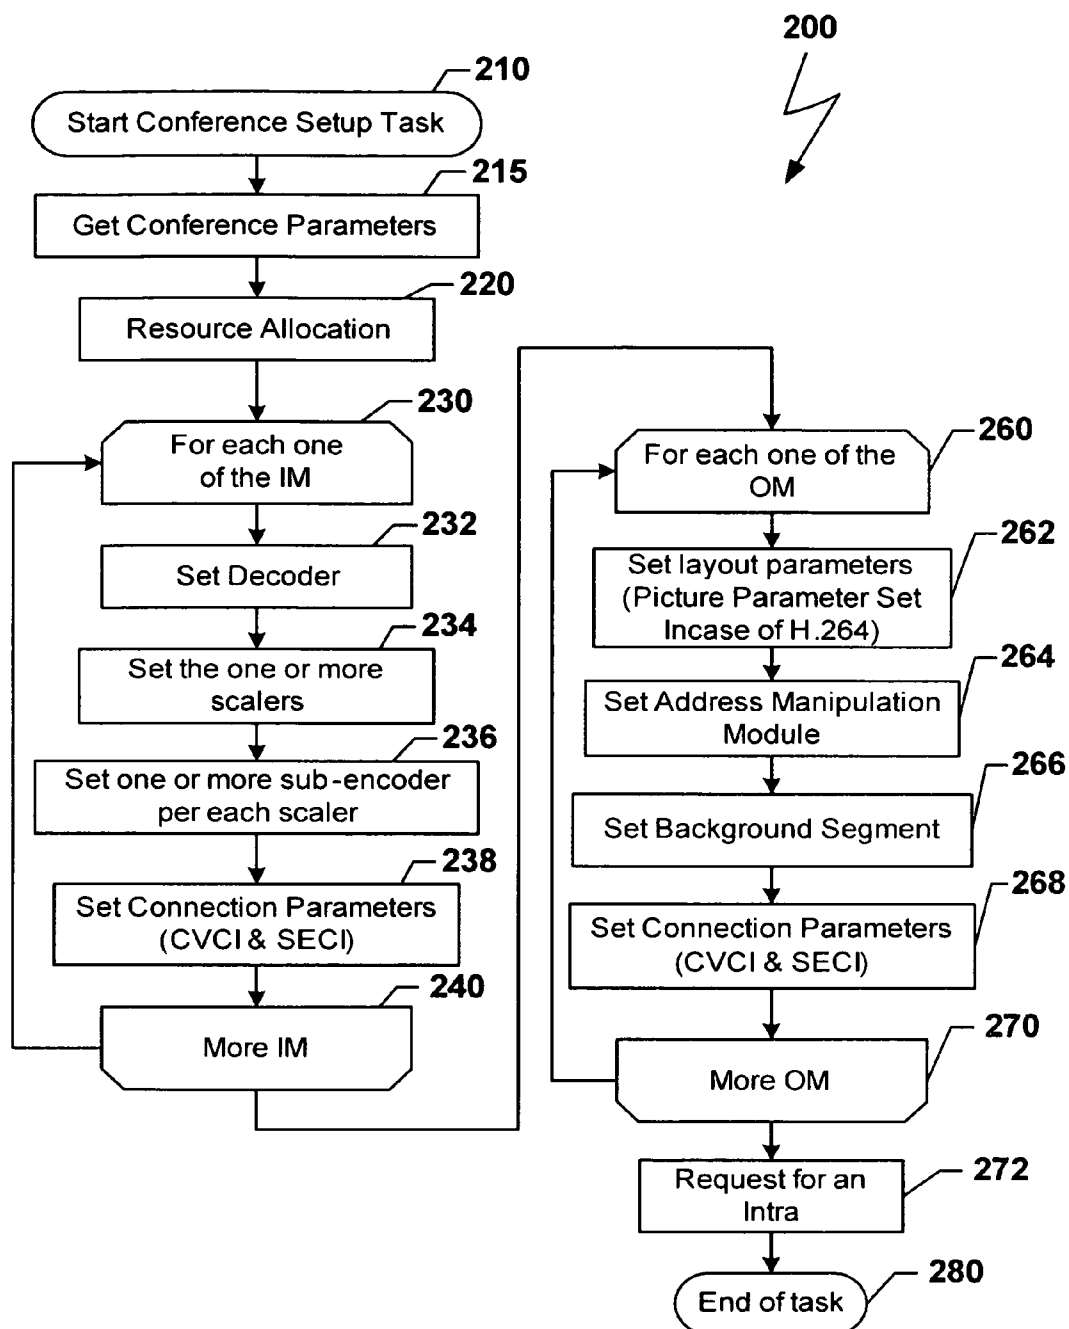 200
210
Start Conference Setup Task
215
Get Conference Parameters
220
Resource Allocation
230
For each one
of the IM
232
Set Decoder
234
Set the one or more
scalers
236
Set one or more sub-encoder
per each scaler
238
Set Connection Parameters
(CVCI & SECI)
240
More IM
260
For each one of the
OM
262
Set layout parameters
(Picture Parameter Set
Incase of H.264)
264
Set Address Manipulation
Module
266
Set Background Segment
268
Set Connection Parameters
(CVCI & SECI)
270
More OM
272
Request for an
Intra
280
End of task